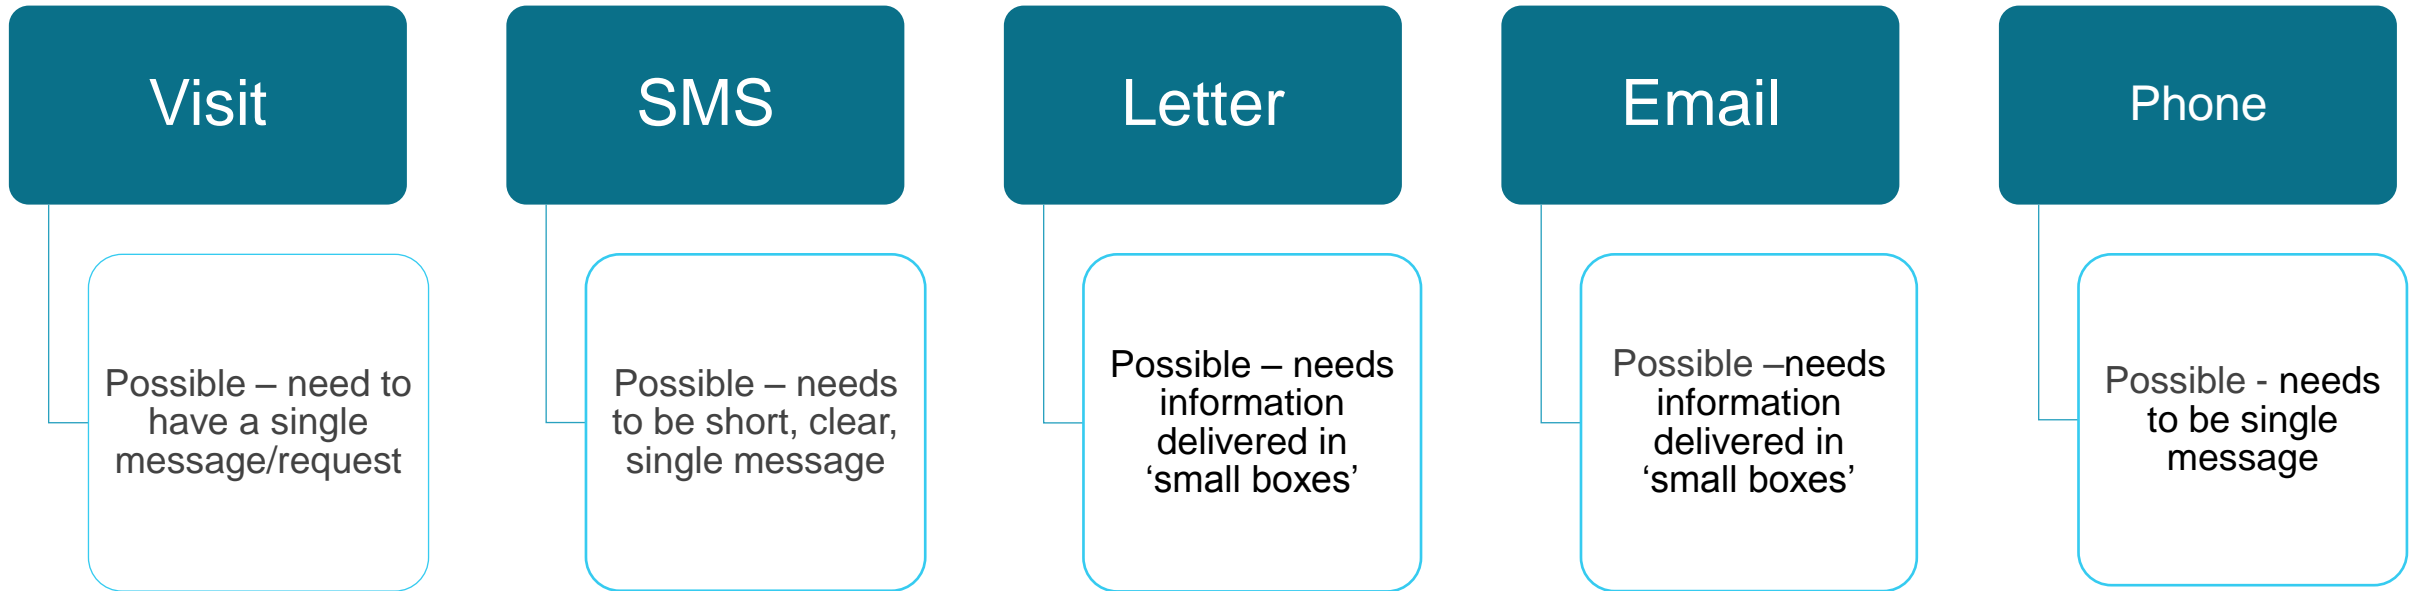 Visit
Possible – need to
have a single
message/request
SMS
Possible – needs
to be short, clear,
single message
Letter
Possible – needs
information
delivered in
‘small boxes’
Email
Possible –needs
information
delivered in
‘small boxes’
Phone
Possible - needs
to be single
message